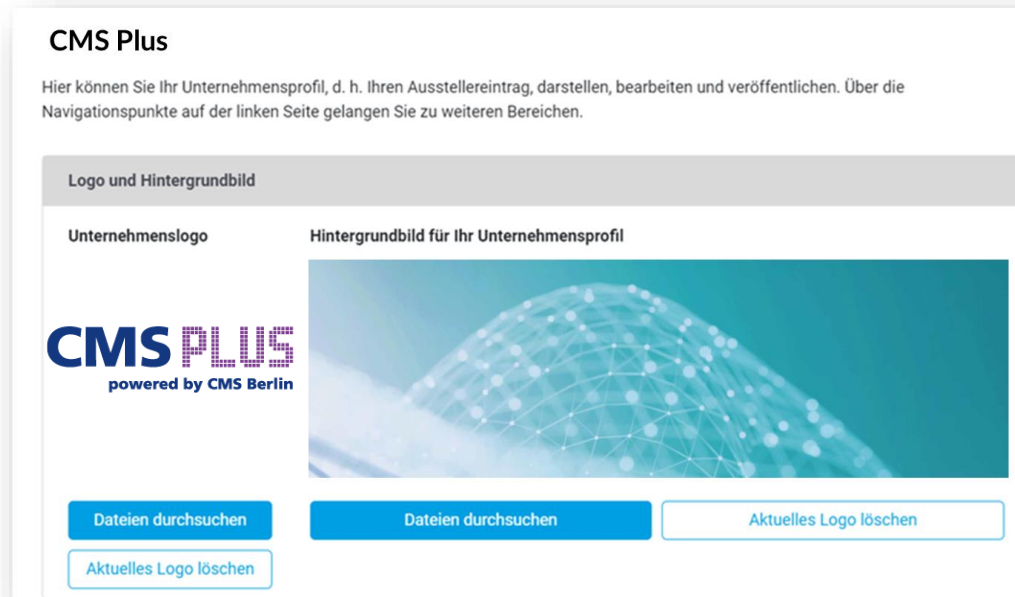 CMS Plus
Hier können Sie Ihr Unternehmensprofil, d. h. Ihren Ausstellereintrag, darstellen, bearbeiten und veröffentlichen. Über die
Navigationspunkte auf der linken Seite gelangen Sie zu weiteren Bereichen.
Logo und Hintergrundbild
Unternehmenslogo
Hintergrundbild für Ihr Unternehmensprofil
CMS PLUS
powered by CMS Berlin
Dateien durchsuchen
Dateien durchsuchen
Aktuelles Logo löschen
Aktuelles Logo löschen